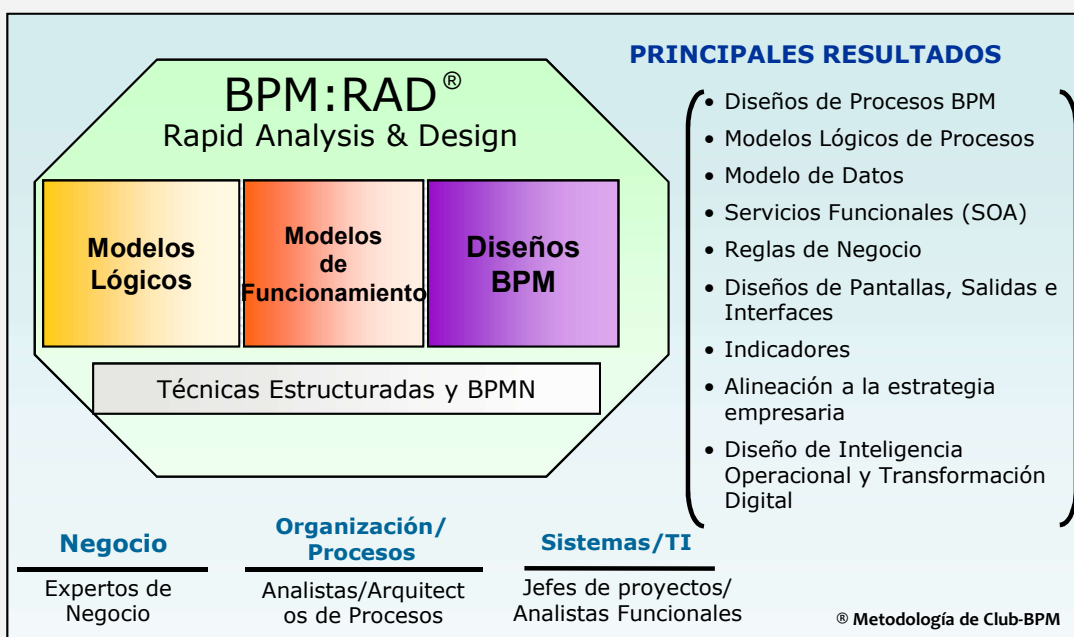 BPM:RAD®
Rapid Analysis & Design
Modelos
Lógicos
Modelos
de
Funcionamiento
Diseños
BPM
Técnicas Estructuradas y BPMN
PRINCIPALES RESULTADOS
• Diseños de Procesos BPM
• Modelos Lógicos de Procesos
• Modelo de Datos
• Servicios Funcionales (SOA)
• Reglas de Negocio
• Diseños de Pantallas, Salidas e
Interfaces
• Indicadores
• Alineación a la estrategia
empresaria
• Diseño de Inteligencia
Operacional y Transformación
Digital
Negocio
Expertos de
Negocio
Organización/
Procesos
Analistas/Arquitect
os de Procesos
Sistemas/TI
Jefes de proyectos/
Analistas Funcionales
® Metodología de Club-BPM